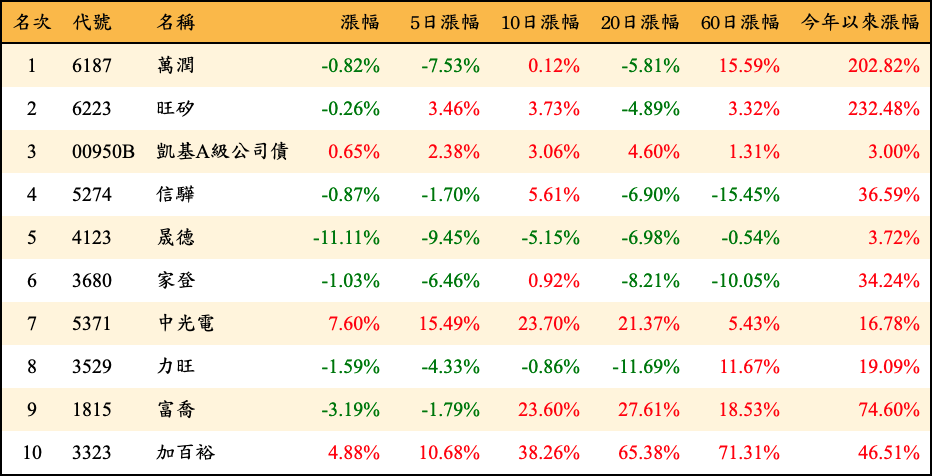 名次 代號 名稱 漲幅 5日漲幅 10日漲幅 20日漲幅 60日漲幅 今年以來漲幅
1 6187 萬潤 -0.82% -7.53% 0.12% -5.81% 15.59% 202.82%
2 6223 旺矽 -0.26% 3.46% 3.73% -4.89% 3.32% 232.48%
3 00950B 凱基A級公司債 0.65% 2.38% 3.06% 4.60% 1.31% 3.00%
4 5274 信驊 -0.87% -1.70% 5.61% -6.90% -15.45% 36.59%
5 4123 晟德 -11.11% -9.45% -5.15% -6.98% -0.54% 3.72%
6 3680 家登 -1.03% -6.46% 0.92% -8.21% -10.05% 34.24%
7 5371 中光電 7.60% 15.49% 23.70% 21.37% 5.43% 16.78%
8 3529 力旺 -1.59% -4.33% -0.86% -11.69% 11.67% 19.09%
9 1815 富喬 -3.19% -1.79% 23.60% 27.61% 18.53% 74.60%
10 3323 加百裕 4.88% 10.68% 38.26% 65.38% 71.31% 46.51%